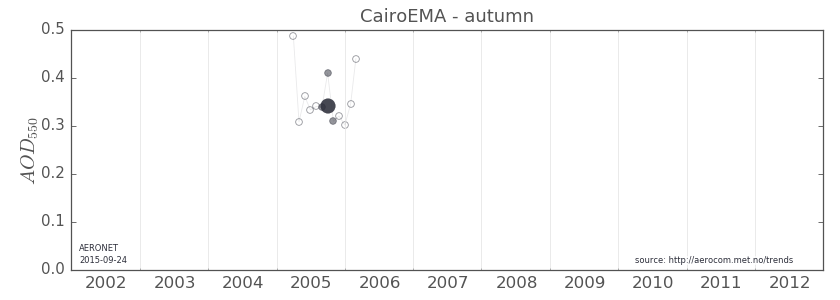 CairoEMA - autumn
AOD550
0.5
0.4
0.3
0.2
0.1
0.0
AERONET
2015-09-24
source: http://aerocom.met.no/trends
2002 2003 2004 2005 2006 2007 2008 2009 2010 2011 2012